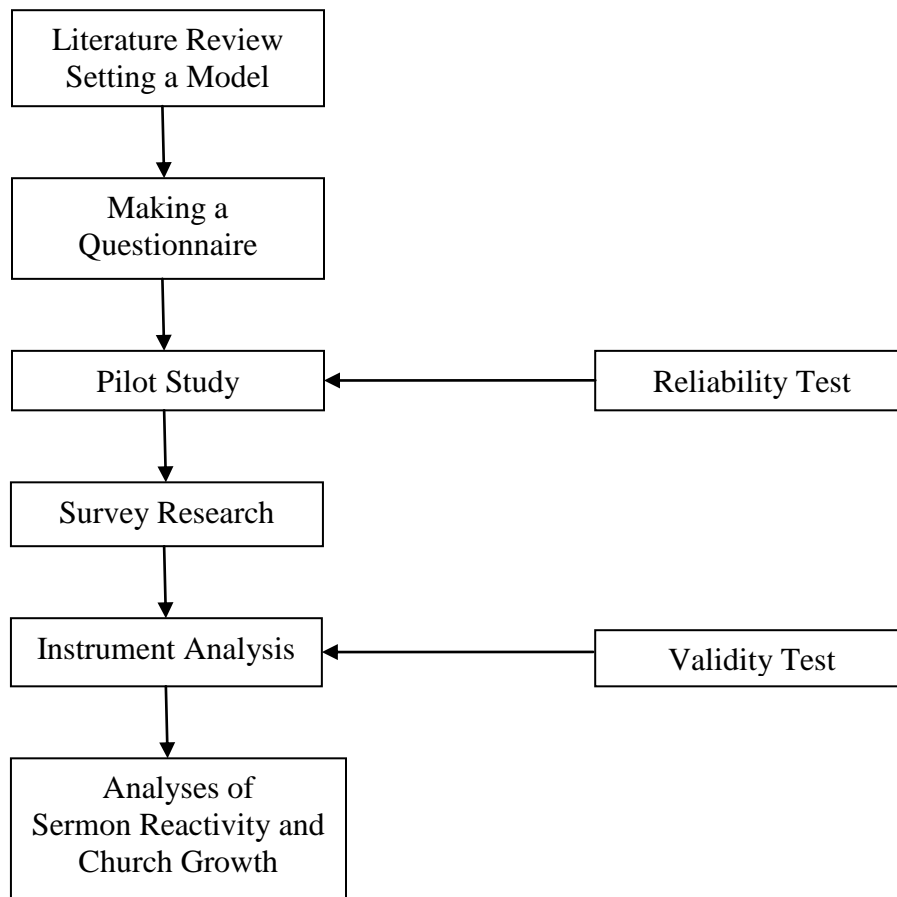 Literature Review
Setting a Model
Making a
Questionnaire
Pilot Study
Reliability Test
Survey Research
Instrument Analysis
Validity Test
Analyses of
Sermon Reactivity and
Church Growth